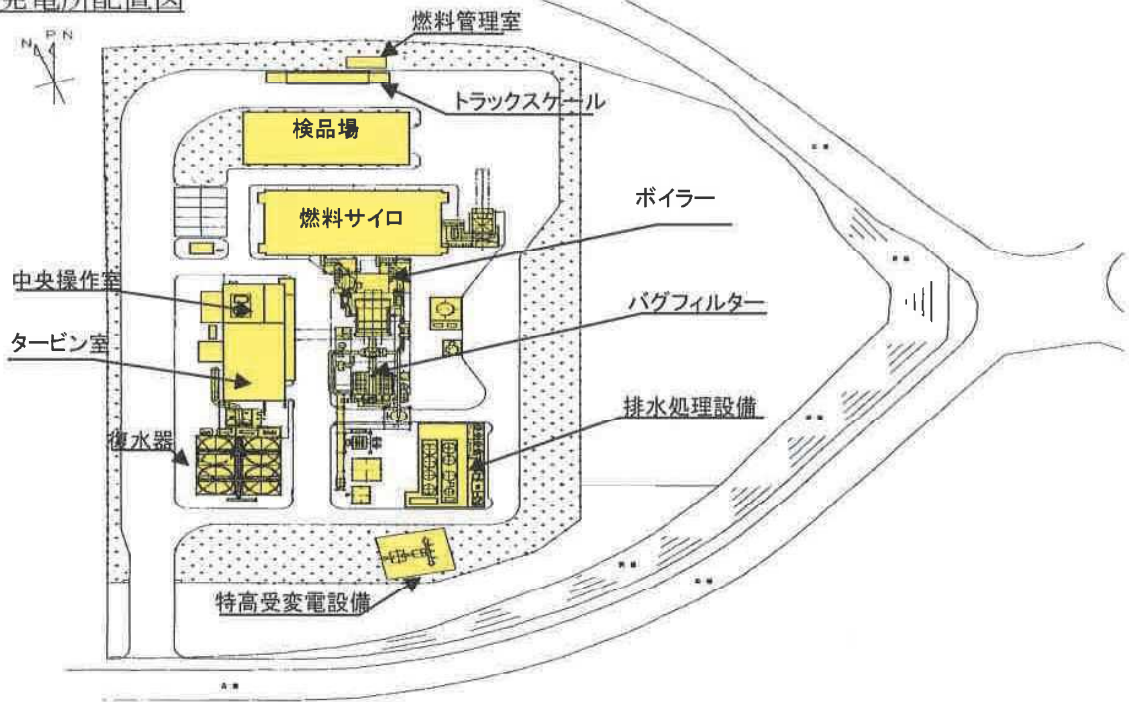 発電所配置図
N P N
燃料管理室
トラックスケール
検品場
ボイラー
燃料サイロ
中央操作室
バグフィルター
タービン室
排水処理設備
復水器
特高受変電設備